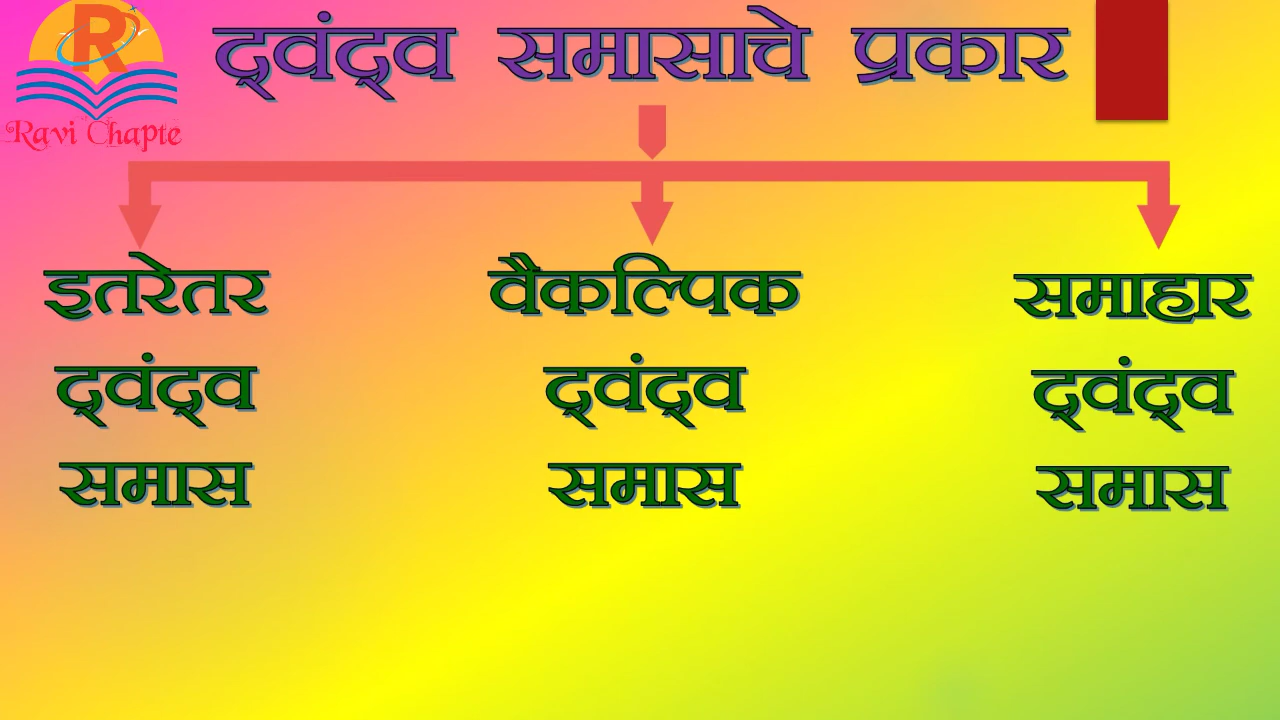 R
Ravi Chapte
द्वंद्व समासाचे प्रकार
इतरेतर
द्वंद्व
समास
वैकल्पिक
द्वंद्व
समास
समाहार
द्वंद्व
समास